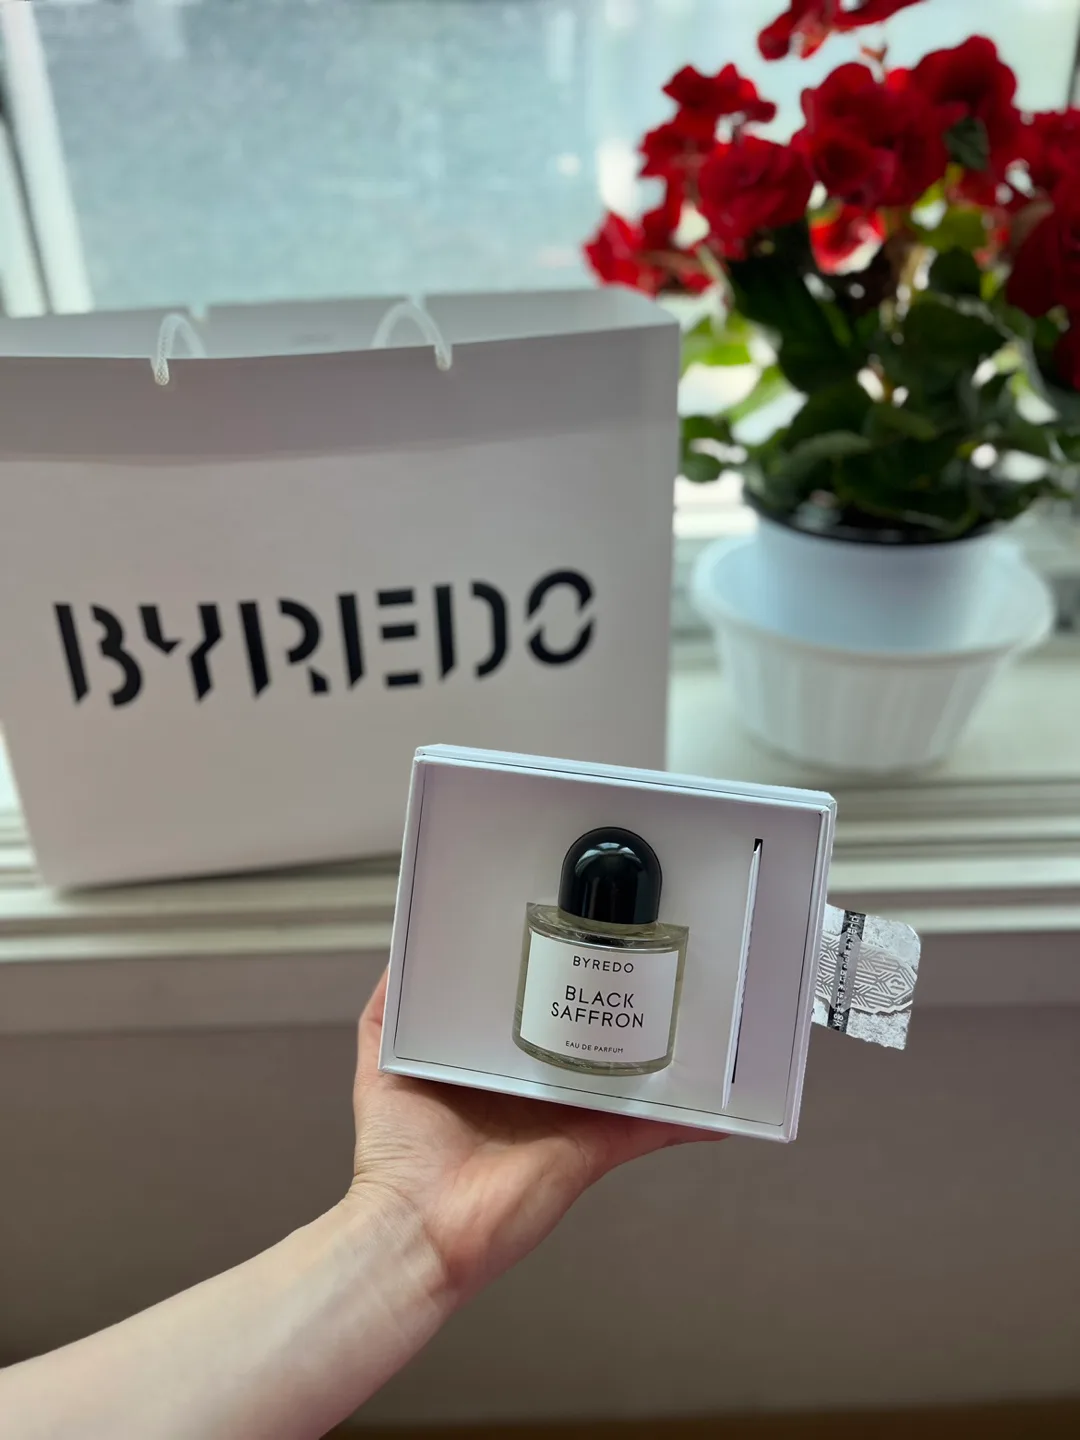 BYREDO
BYREDO
BLACK
SAFFRON
EAU DE PARFUM